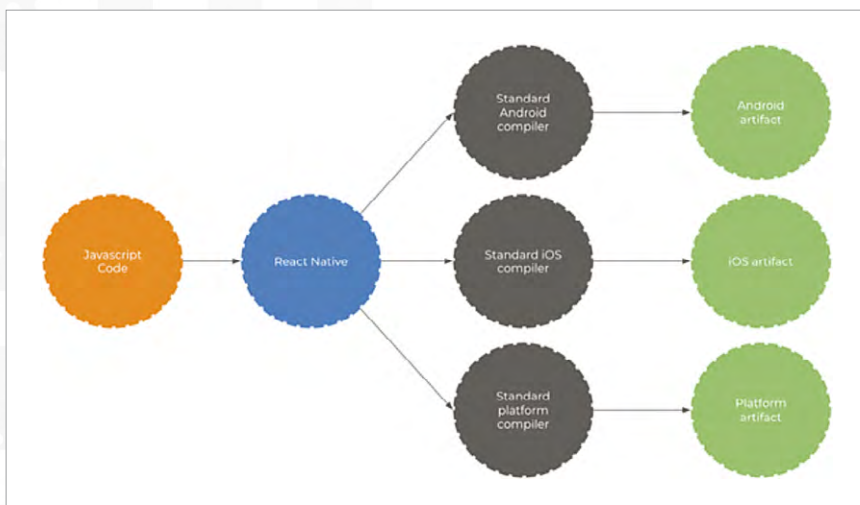 Standard
Android
compiler
Android
artifact
Javascript
Code
React Native
Standard iOS
compiler
iOS artifact
Standard
platform
compiler
Platform
artifact